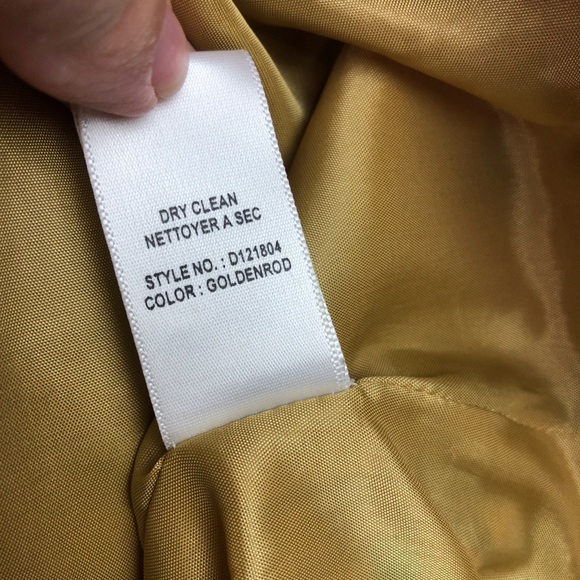 DRY CLEAN
NETTOYER A SEC
STYLE NO. : D121804
COLOR : GOLDENROD